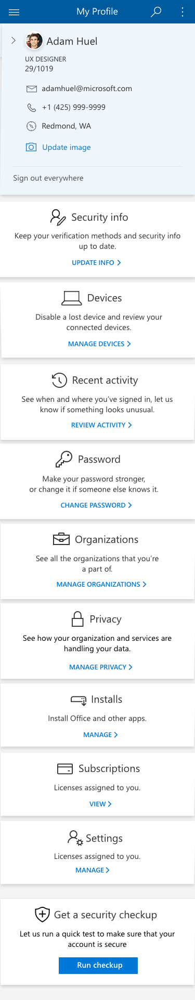 My Profile
Adam Huel
UX DESIGNER
29/1019
adamhuel@microsoft.com
+1 (425) 999-9999
Redmond, WA
Update image
Sign out everywhere
Security info
Keep your verification methods and security info
up to date.
UPDATE INFO
Devices
Disable a lost device and review your
connected devices.
MANAGE DEVICES
Recent activity
See when and where you've signed in, let us
know if something looks unusual.
REVIEW ACTIVITY
Password
Make your password stronger,
or change it if someone else knows it.
CHANGE PASSWORD
Organizations
See all the organizations that you're
a part of.
MANAGE ORGANIZATIONS
Privacy
See how your organization and services are
handling your data.
MANAGE PRIVACY
Installs
Install Office and other apps.
MANAGE
Subscriptions
Licenses assigned to you.
VIEW
Settings
Licenses assigned to you.
MANAGE
Get a security checkup
Let us run a quick test to make sure that your
account is secure
Run checkup